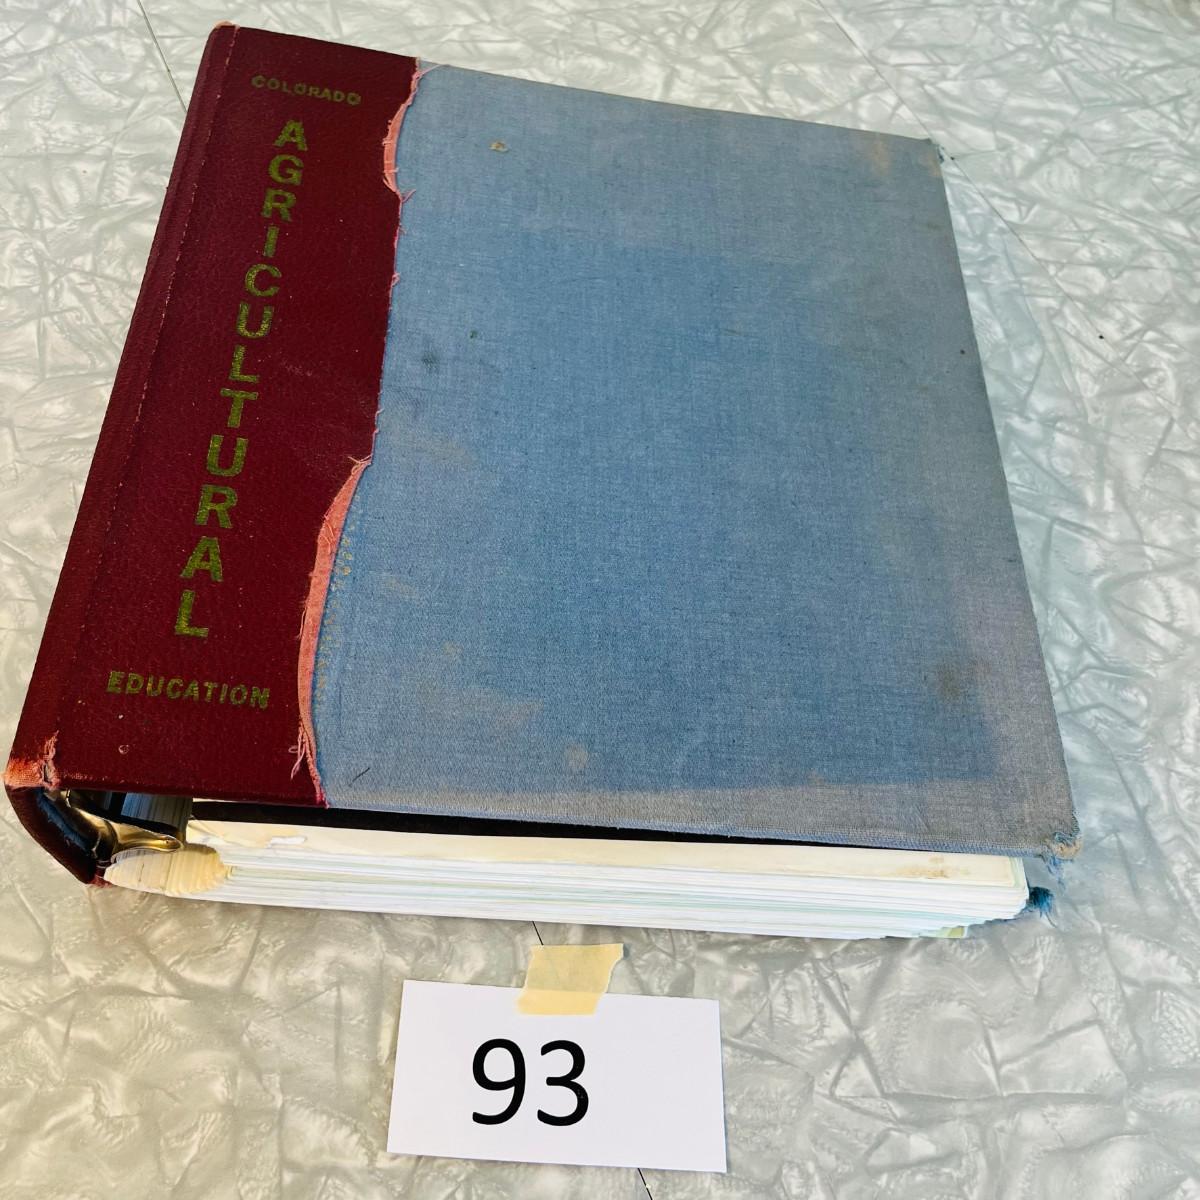 COLORADO
AGRICULTURAL
EDUCATION
93